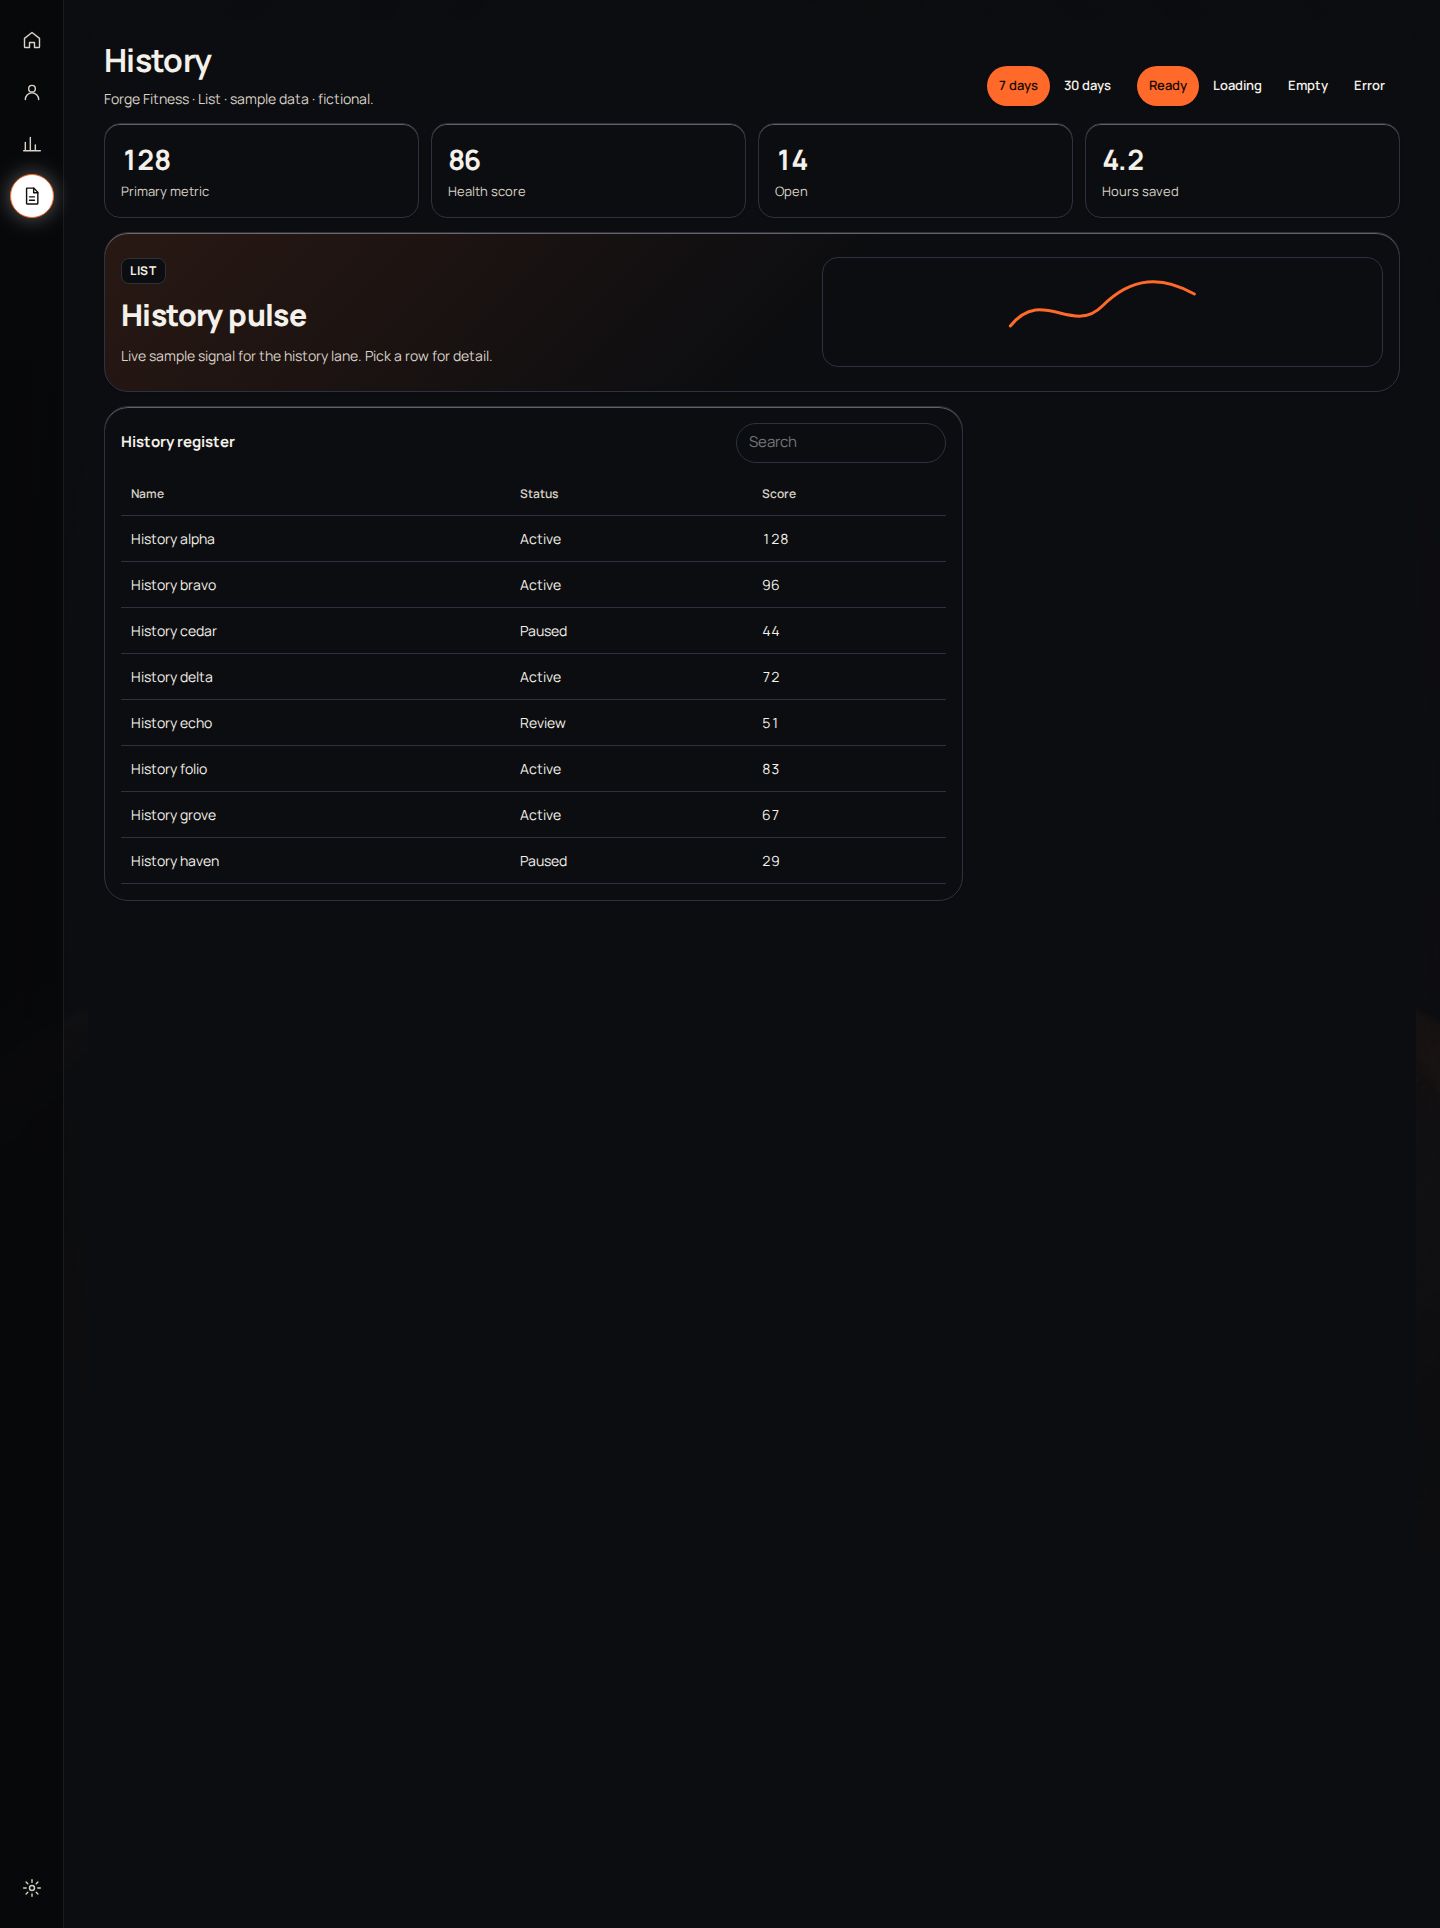 History
Forge Fitness · List · sample data · fictional.
7 days 30 days Ready Loading Empty Error
128
Primary metric
86
Health score
14
Open
4.2
Hours saved
LIST
History pulse
Live sample signal for the history lane. Pick a row for detail.
History register
Search
Name Status Score
History alpha Active 128
History bravo Active 96
History cedar Paused 44
History delta Active 72
History echo Review 51
History folio Active 83
History grove Active 67
History haven Paused 29